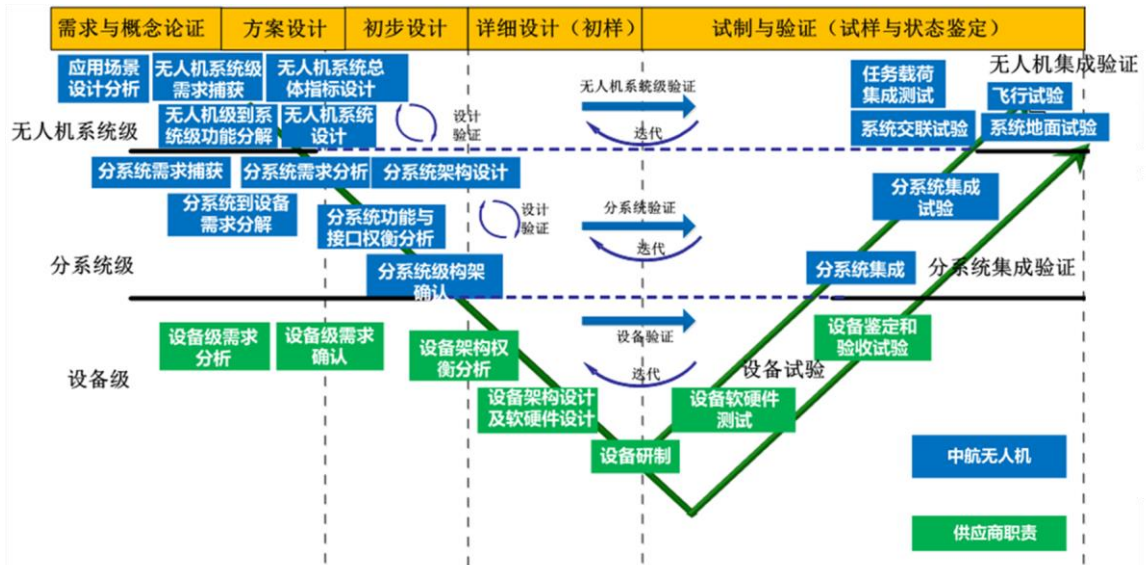 需求与概念论证
方案设计
初步设计
详细设计（初样）
试制与验证（试样与状态鉴定）
应用场景
设计分析
无人机系统级
需求捕获
无人机系统总
体指标设计
无人机系统级验证
任务载荷
集成测试
无人机集成验证
飞行试验
无人机系统级
无人机级到系
统级功能分解
无人机系统
设计
设计
验证
迭代
系统交联试验
系统地面试验
分系统需求捕获
分系统需求分析
分系统架构设计
分系统到设备
需求分解
分系统功能与
接口权衡分析
设计
验证
分系统验证
迭代
分系统集成
试验
分系统级
分系统级构架
确认
分系统集成
分系统集成验证
设备级需求
分析
设备级需求
确认
设备架构权
衡分析
设备验证
迭代
设备鉴定和
验收试验
设备级
设备试验
设备架构设计
及软硬件设计
设备软硬件
测试
设备研制
中航无人机
供应商职责